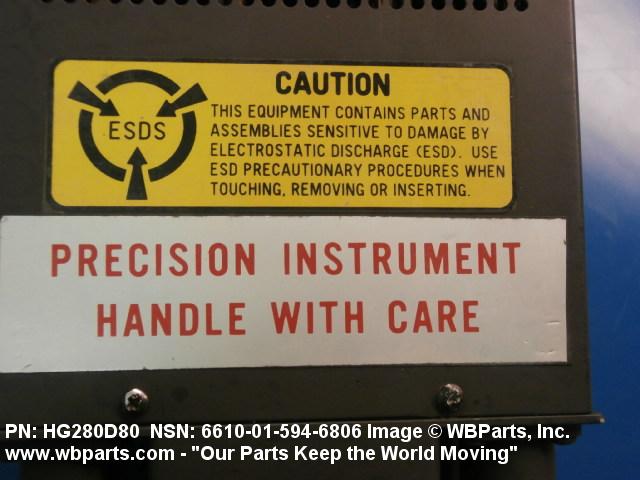 CAUTION
ESDS
THIS EQUIPMENT CONTAINS PARTS AND
ASSEMBLIES SENSITIVE TO DAMAGE BY
ELECTROSTATIC DISCHARGE (ESD). USE
ESD PRECAUTIONARY PROCEDURES WHEN
TOUCHING, REMOVING OR INSERTING.
PRECISION INSTRUMENT
HANDLE WITH CARE
PN: HG280D80 NSN: 6610-01-594-6806 Image © WBParts, Inc.
www.wbparts.com - "Our Parts Keep the World Moving"